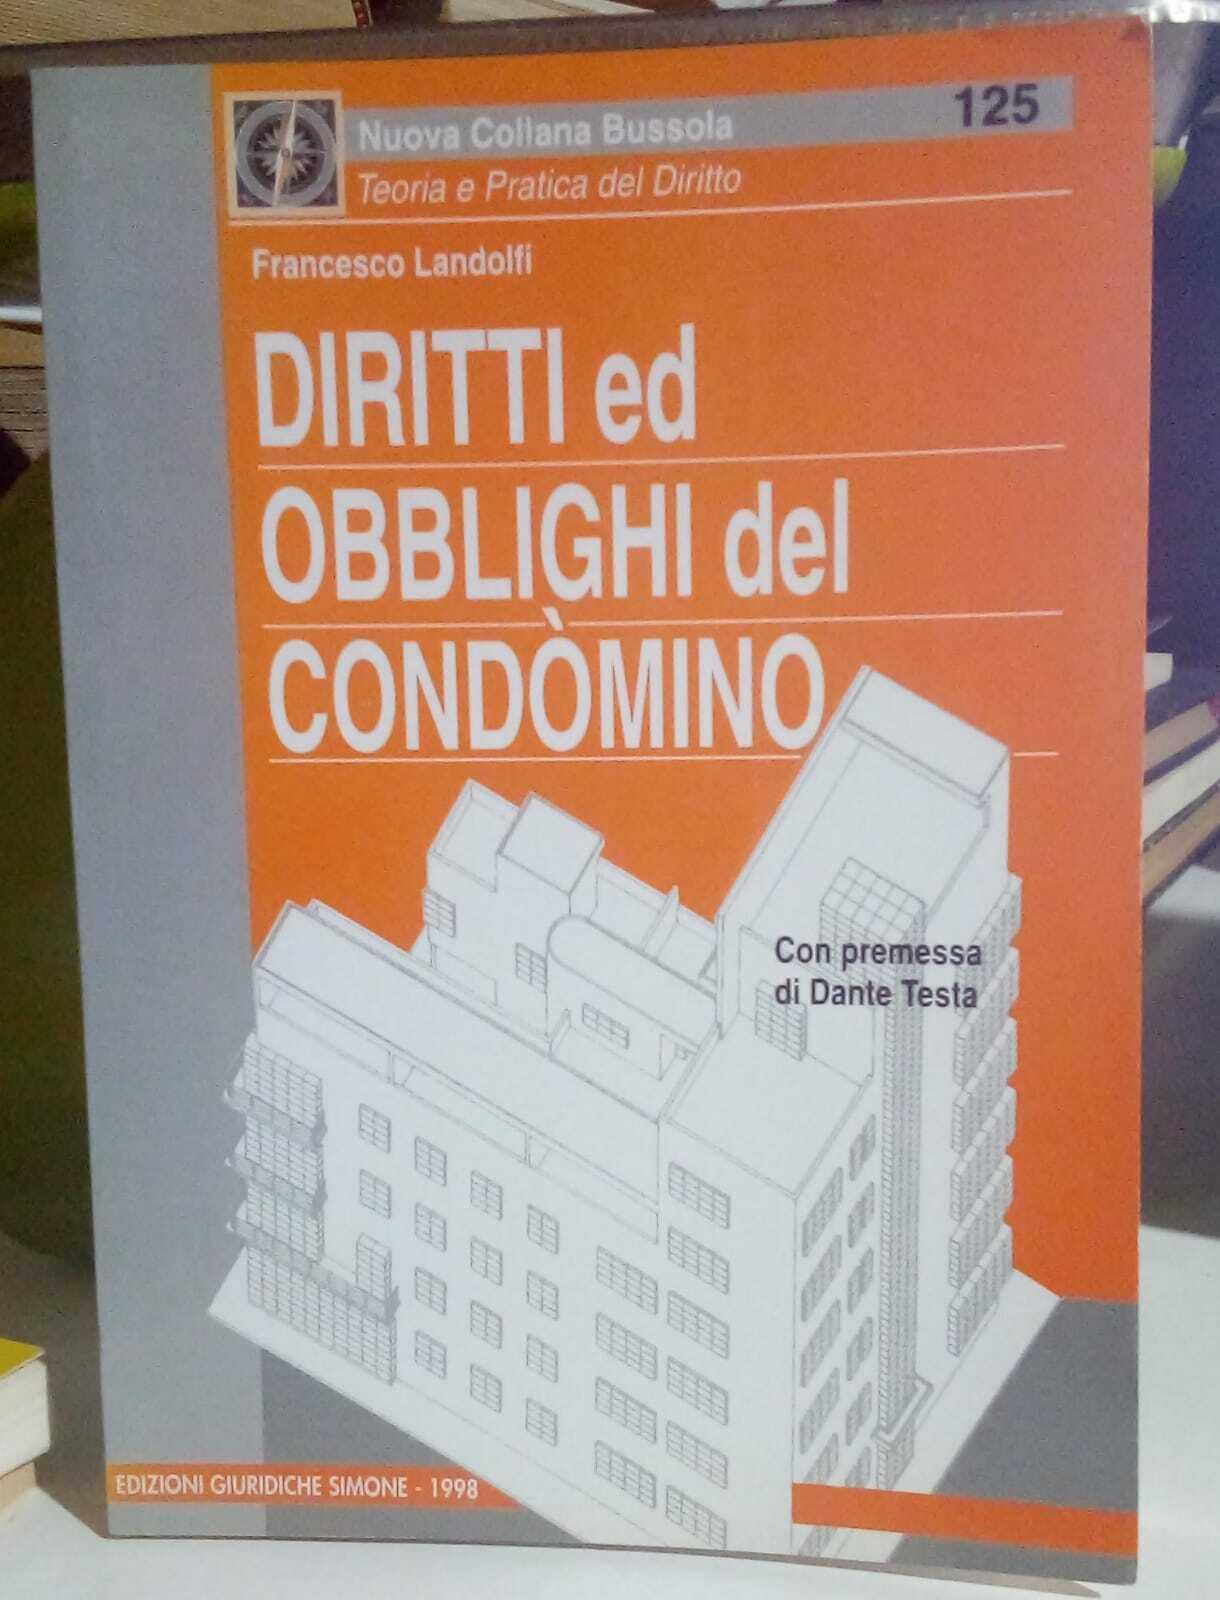 Nuova Collana Bussola 125
Teoria e Pratica del Diritto
Francesco Landolfi
DIRITTI ed
OBBLIGHI del
CONDÒMINO
Con premessa
di Dante Testa
EDIZIONI GIURIDICHE SIMONE - 1998